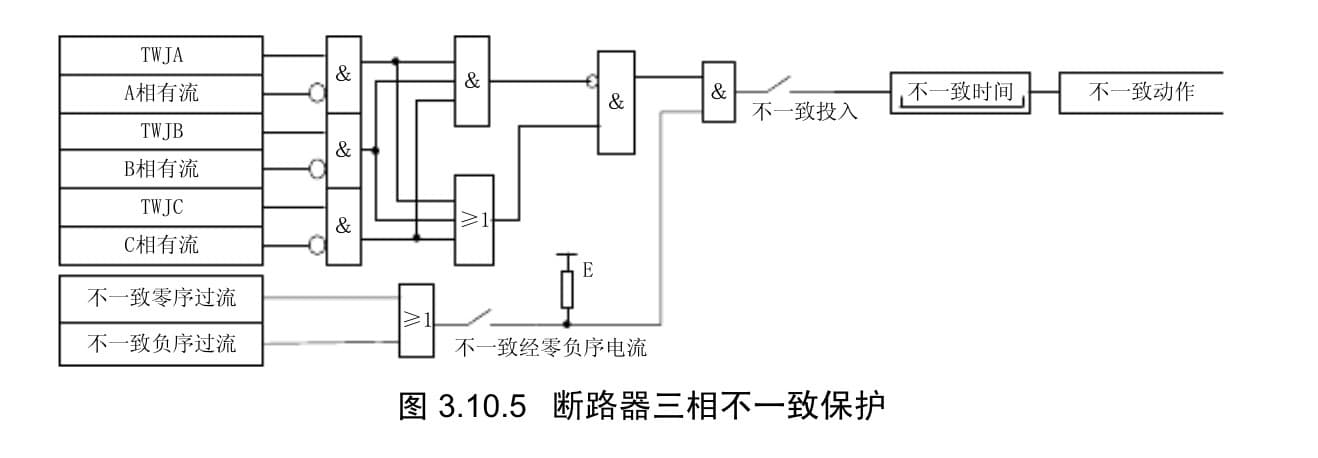 TWJA
A相有流
TWJB
B相有流
TWJC
C相有流
不一致零序过流
不一致负序过流
&
&
&
&
≥1
≥1
不一致经零负序电流
E
&
&
不一致投入
不一致时间
不一致动作
图 3.10.5 断路器三相不一致保护